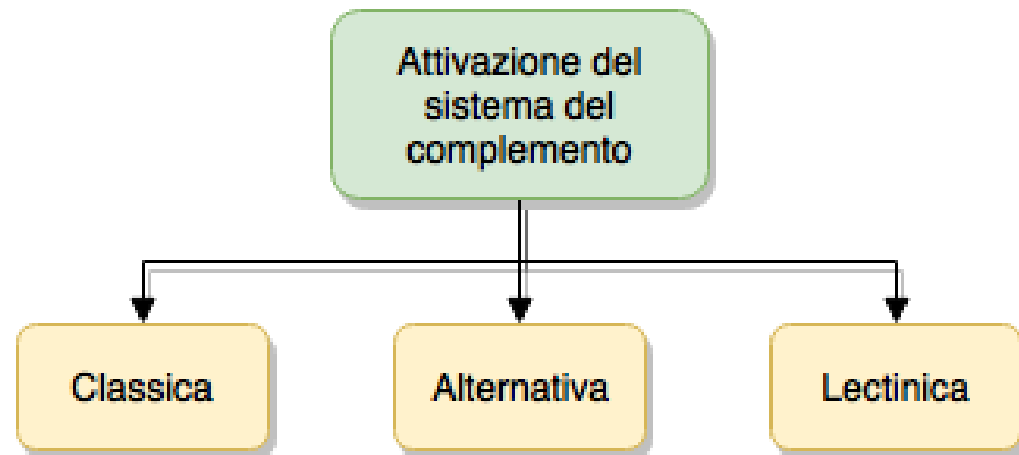 Attivazione del
sistema del
complemento
Classica
Alternativa
Lectinica